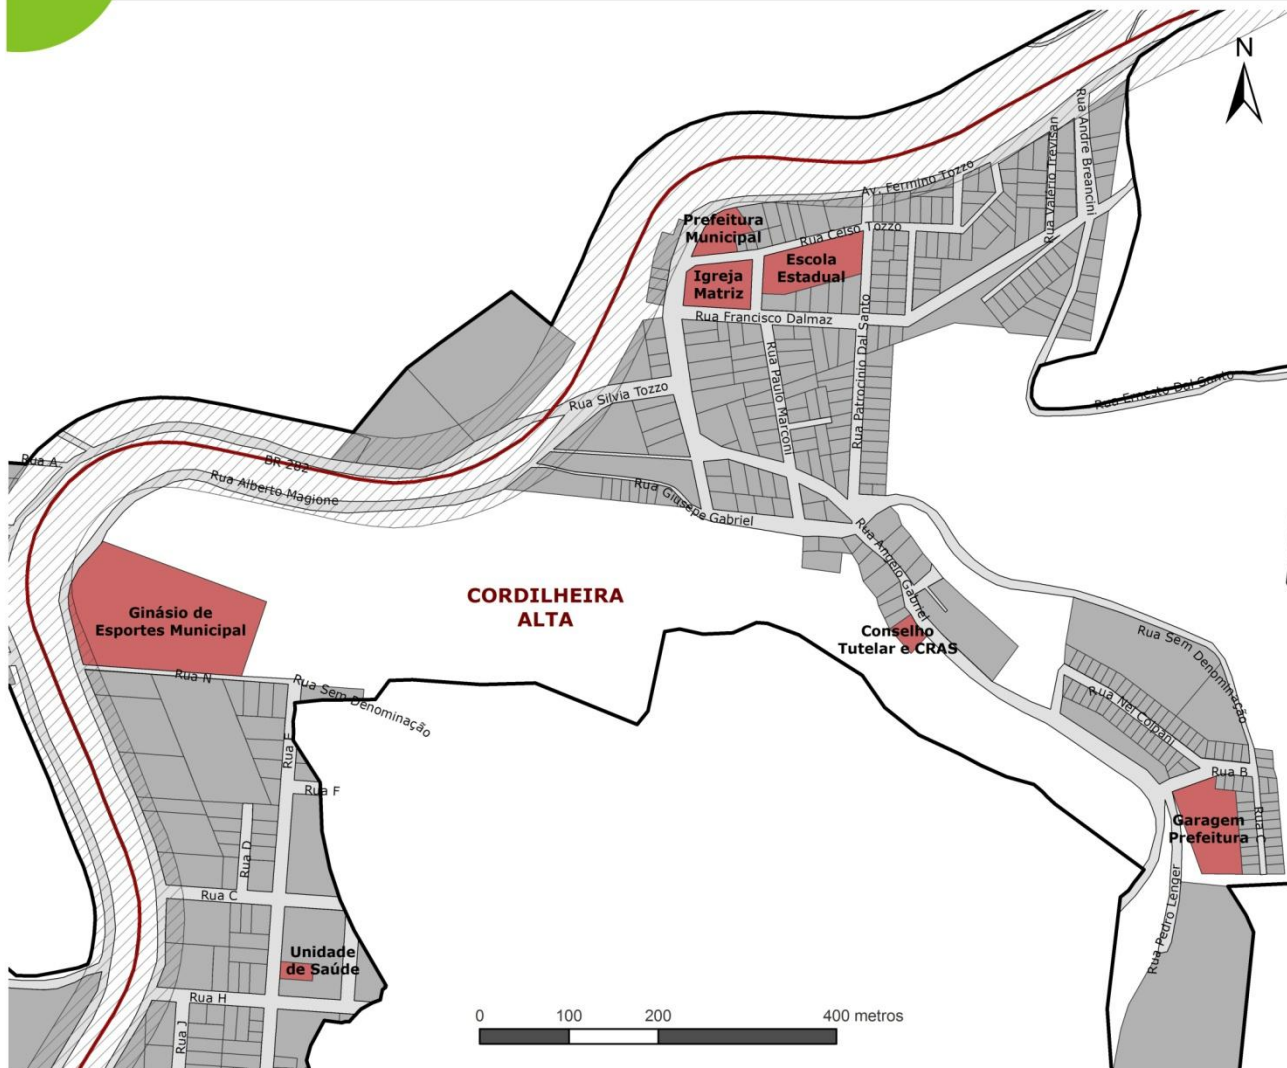 N
Rua Andre Breancini
Rua Valério Trevisan
Av. Fermino Tozzo
Prefeitura
Municipal
Rua Celso Tozzo
Escola
Estadual
Igreja
Matriz
Rua Francisco Dalmaz
Rua Patrocinio Dal Santo
Rua Paulo Marconi
Rua Ernesto Dal Santo
Rua Silvia Tozzo
Rua A
BR 282
Rua Alberto Magione
Rua Giusepe Gabriel
Rua Angelo Gabriel
CORDILHEIRA
ALTA
Ginásio de
Esportes Municipal
Conselho
Tutelar e CRAS
Rua Sem Denominação
Rua N
Rua Sem Denominação
Rua Nei Colpani
Rua E
Rua F
Rua B
Garagem
Prefeitura
Rua C
Rua D
Rua C
Rua Pedro Lenger
Unidade
de Saúde
Rua H
Rua J
0 100 200 400 metros